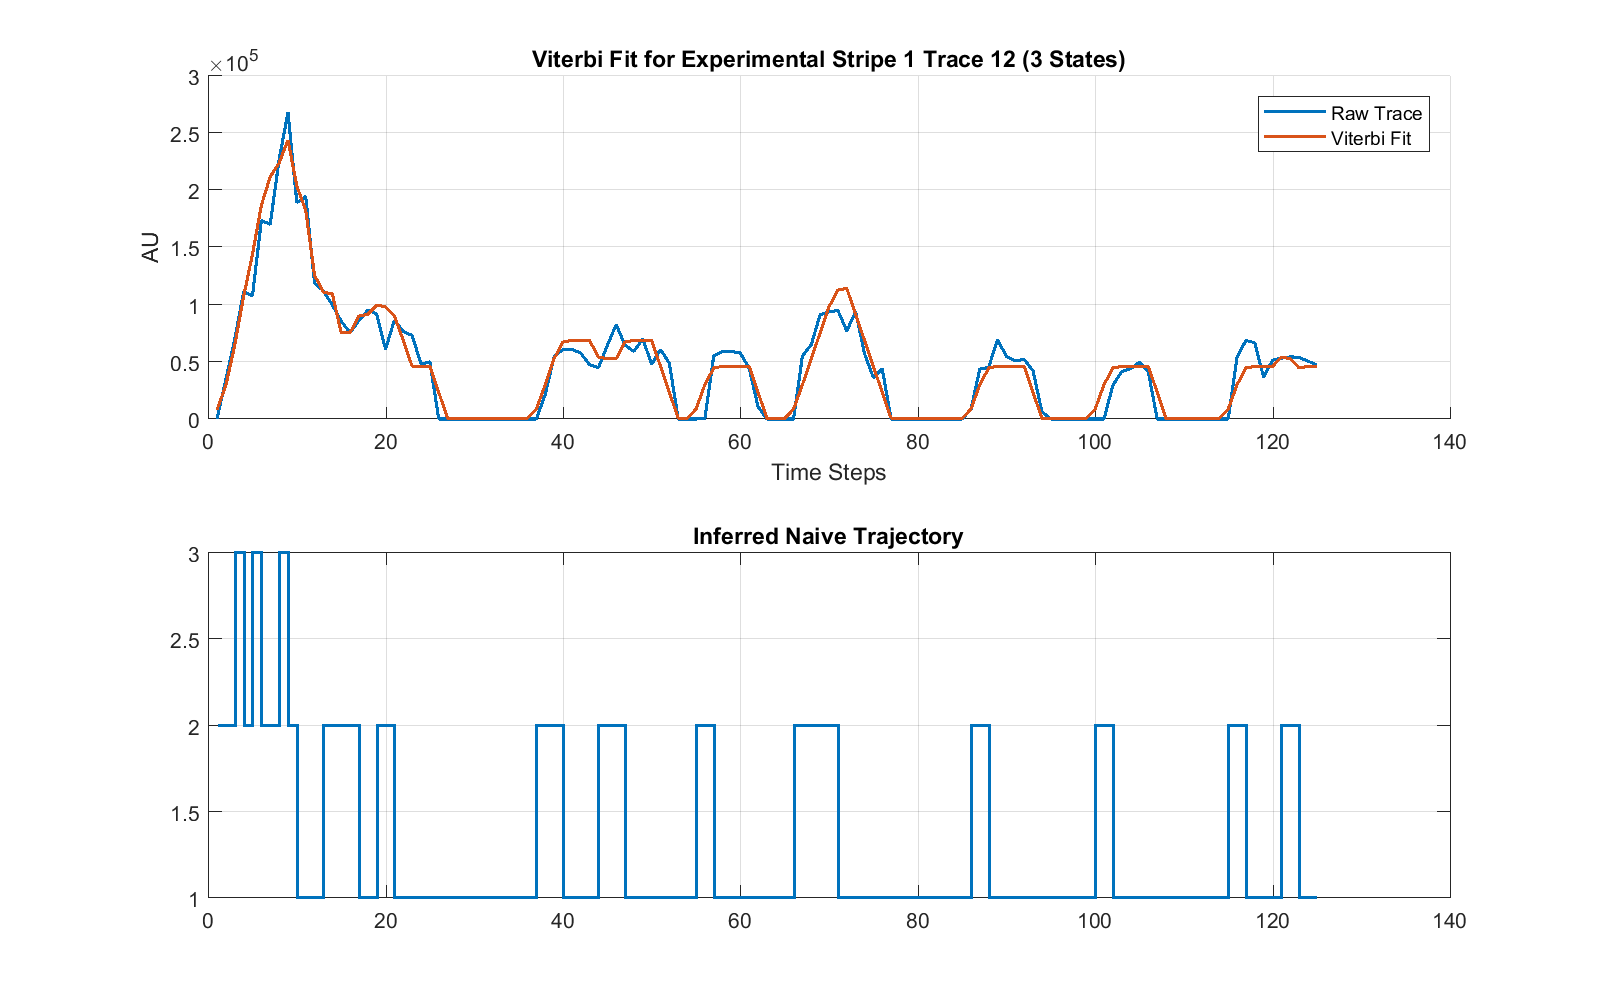 Viterbi Fit for Experimental Stripe 1 Trace 12 (3 States)
×10^5
3
2.5
2
1.5
1
0.5
0
AU
Raw Trace
Viterbi Fit
0 20 40 60 80 100 120 140
Time Steps
Inferred Naive Trajectory
3
2.5
2
1.5
1
0 20 40 60 80 100 120 140